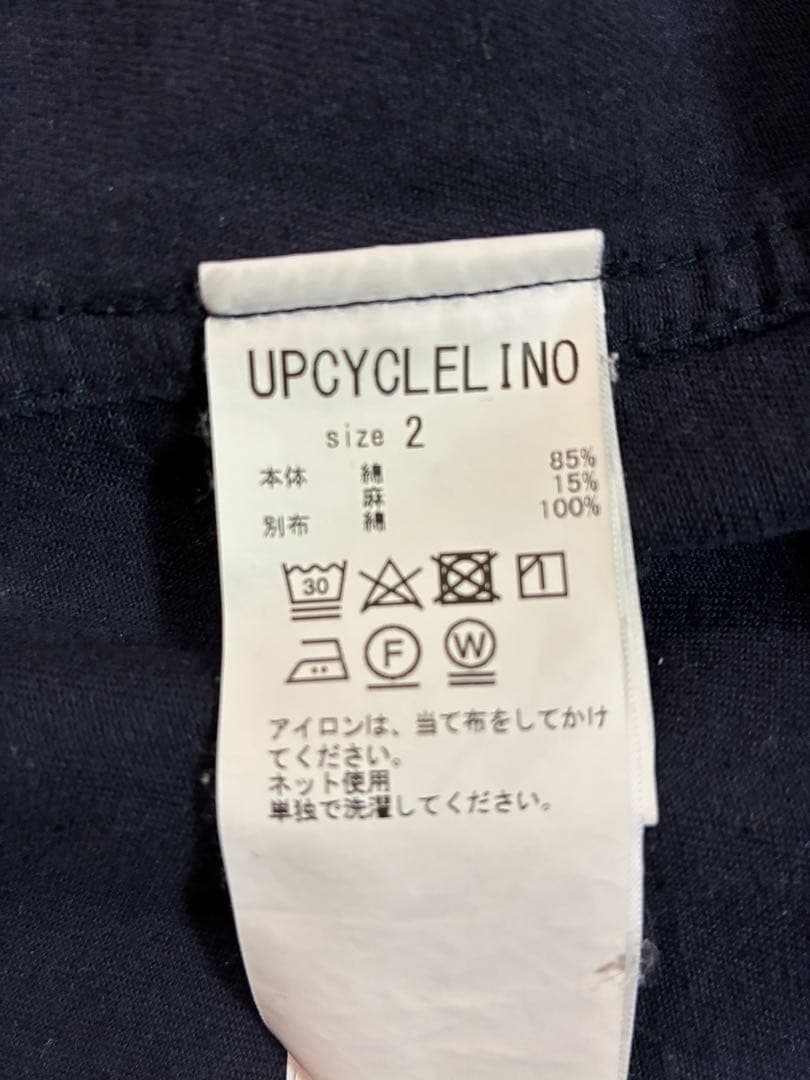 UPCYCLELINO
size 2
本体 綿 85%
麻 15%
別布 綿 100%
30
F W
アイロンは、当て布をしてかけ
てください。
ネット使用
単独で洗濯してください。